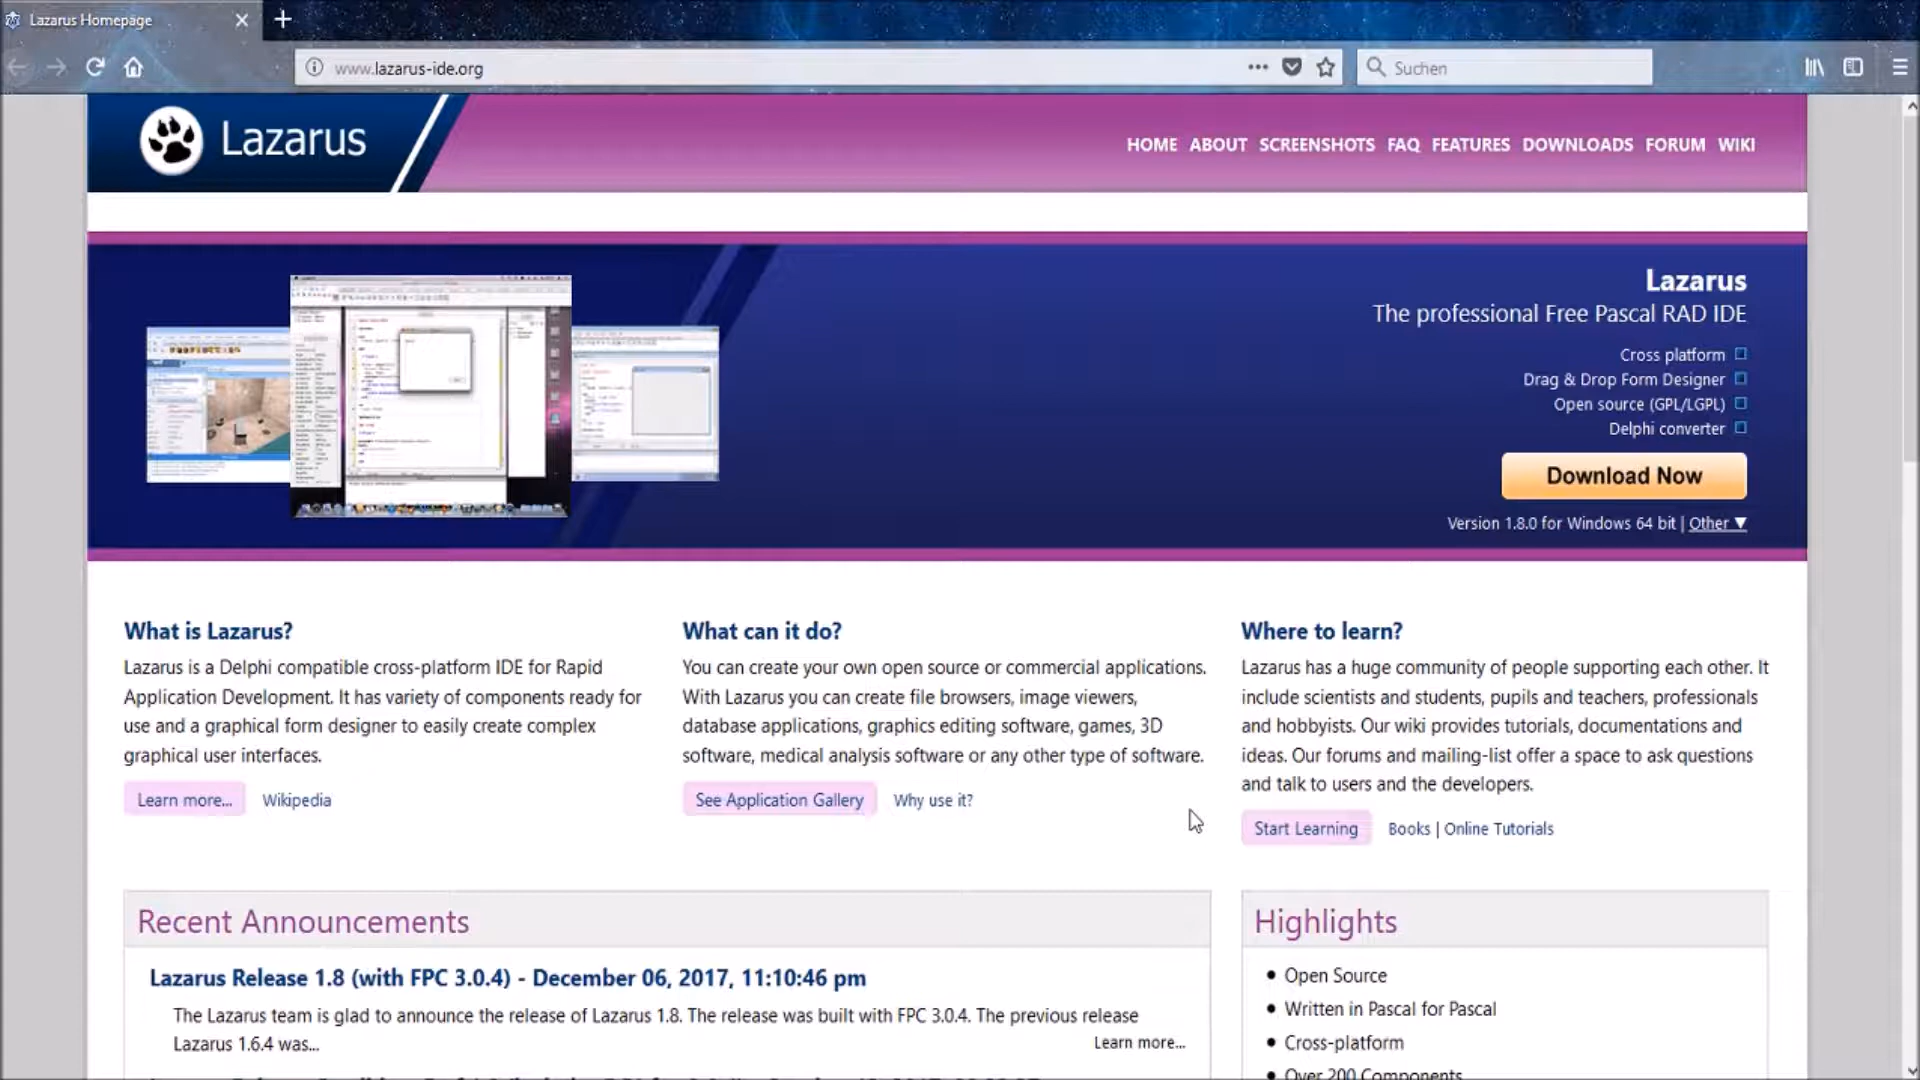 Lazarus Homepage
www.lazarus-ide.org
Suchen
Lazarus
HOME ABOUT SCREENSHOTS FAQ FEATURES DOWNLOADS FORUM WIKI
Lazarus
The professional Free Pascal RAD IDE
Cross platform
Drag & Drop Form Designer
Open source (GPL/LGPL)
Delphi converter
Download Now
Version 1.8.0 for Windows 64 bit | Other ▼
What is Lazarus?
Lazarus is a Delphi compatible cross-platform IDE for Rapid
Application Development. It has variety of components ready for
use and a graphical form designer to easily create complex
graphical user interfaces.
Learn more... Wikipedia
What can it do?
You can create your own open source or commercial applications.
With Lazarus you can create file browsers, image viewers,
database applications, graphics editing software, games, 3D
software, medical analysis software or any other type of software.
See Application Gallery Why use it?
Where to learn?
Lazarus has a huge community of people supporting each other. It
include scientists and students, pupils and teachers, professionals
and hobbyists. Our wiki provides tutorials, documentations and
ideas. Our forums and mailing-list offer a space to ask questions
and talk to users and the developers.
Start Learning Books | Online Tutorials
Recent Announcements
Lazarus Release 1.8 (with FPC 3.0.4) - December 06, 2017, 11:10:46 pm
The Lazarus team is glad to announce the release of Lazarus 1.8. The release was built with FPC 3.0.4. The previous release
Lazarus 1.6.4 was...
Learn more...
Highlights
Open Source
Written in Pascal for Pascal
Cross-platform
Over 200 Components